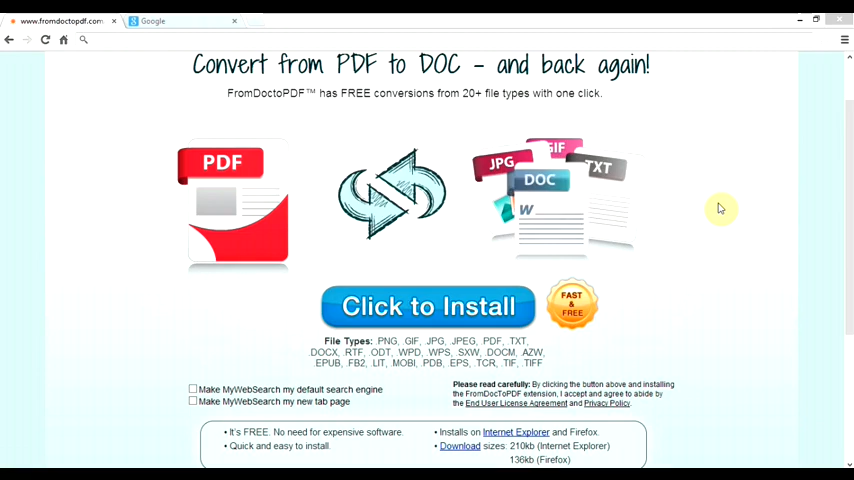 www.fromdoctopdf.com
Google
Convert from PDF to DOC - and back again!
FromDoctoPDF™ has FREE conversions from 20+ file types with one click.
PDF
JPG
GIF
TXT
DOC
W
Click to Install
FAST
&
FREE
File Types: .PNG, .GIF, .JPG, .JPEG, .PDF, .TXT,
.DOCX, .RTF, .ODT, .WPD, .WPS, .SXW, .DOCM, .AZW,
.EPUB, .FB2, .LIT, .MOBI, .PDB, .EPS, .TCR, .TIF, .TIFF
Make MyWebSearch my default search engine
Make MyWebSearch my new tab page
Please read carefully: By clicking the button above and installing
the FromDocToPDF extension, I accept and agree to abide by
the End User License Agreement and Privacy Policy.
• It's FREE. No need for expensive software.
• Quick and easy to install.
• Installs on Internet Explorer and Firefox.
• Download sizes: 210kb (Internet Explorer)
136kb (Firefox)